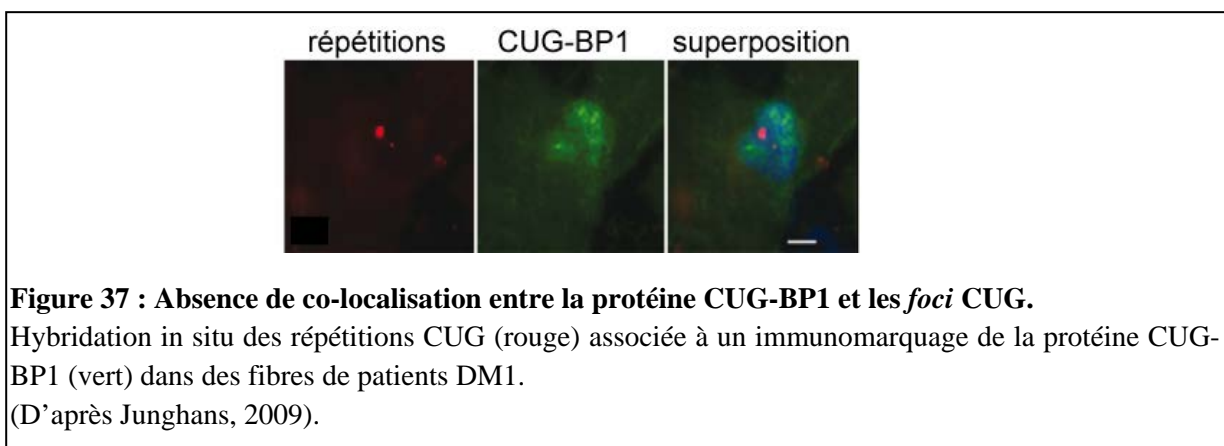 répétitions CUG-BP1 superposition
Figure 37 : Absence de co-localisation entre la protéine CUG-BP1 et les foci CUG.
Hybridation in situ des répétitions CUG (rouge) associée à un immunomarquage de la protéine CUG-
BP1 (vert) dans des fibres de patients DM1.
(D’après Junghans, 2009).